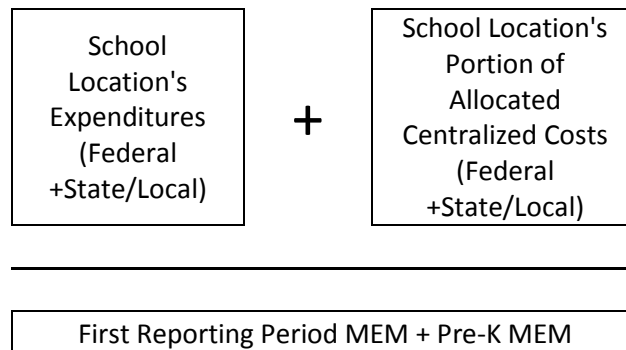 School
Location's
Expenditures
(Federal
+State/Local)
+
School Location's
Portion of
Allocated
Centralized Costs
(Federal
+State/Local)
First Reporting Period MEM + Pre-K MEM